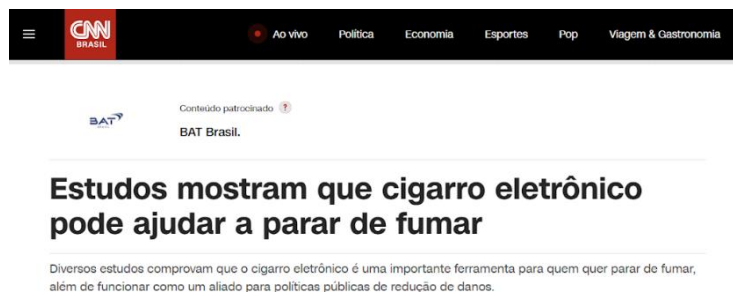 CNN
BRASIL
Ao vivo Política Economia Esportes Pop Viagem & Gastronomia
BAT
Conteúdo patrocinado ?
BAT Brasil.
Estudos mostram que cigarro eletrônico
pode ajudar a parar de fumar
Diversos estudos comprovam que o cigarro eletrônico é uma importante ferramenta para quem quer parar de fumar,
além de funcionar como um aliado para políticas públicas de redução de danos.